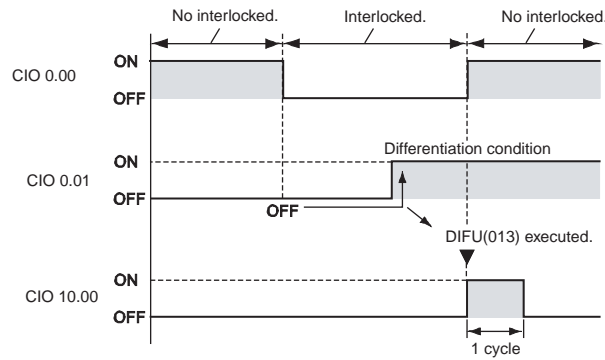 No interlocked. Interlocked. No interlocked.
ON
CIO 0.00
OFF
Differentiation condition
ON
CIO 0.01
OFF
OFF
DIFU(013) executed.
ON
CIO 10.00
OFF
1 cycle